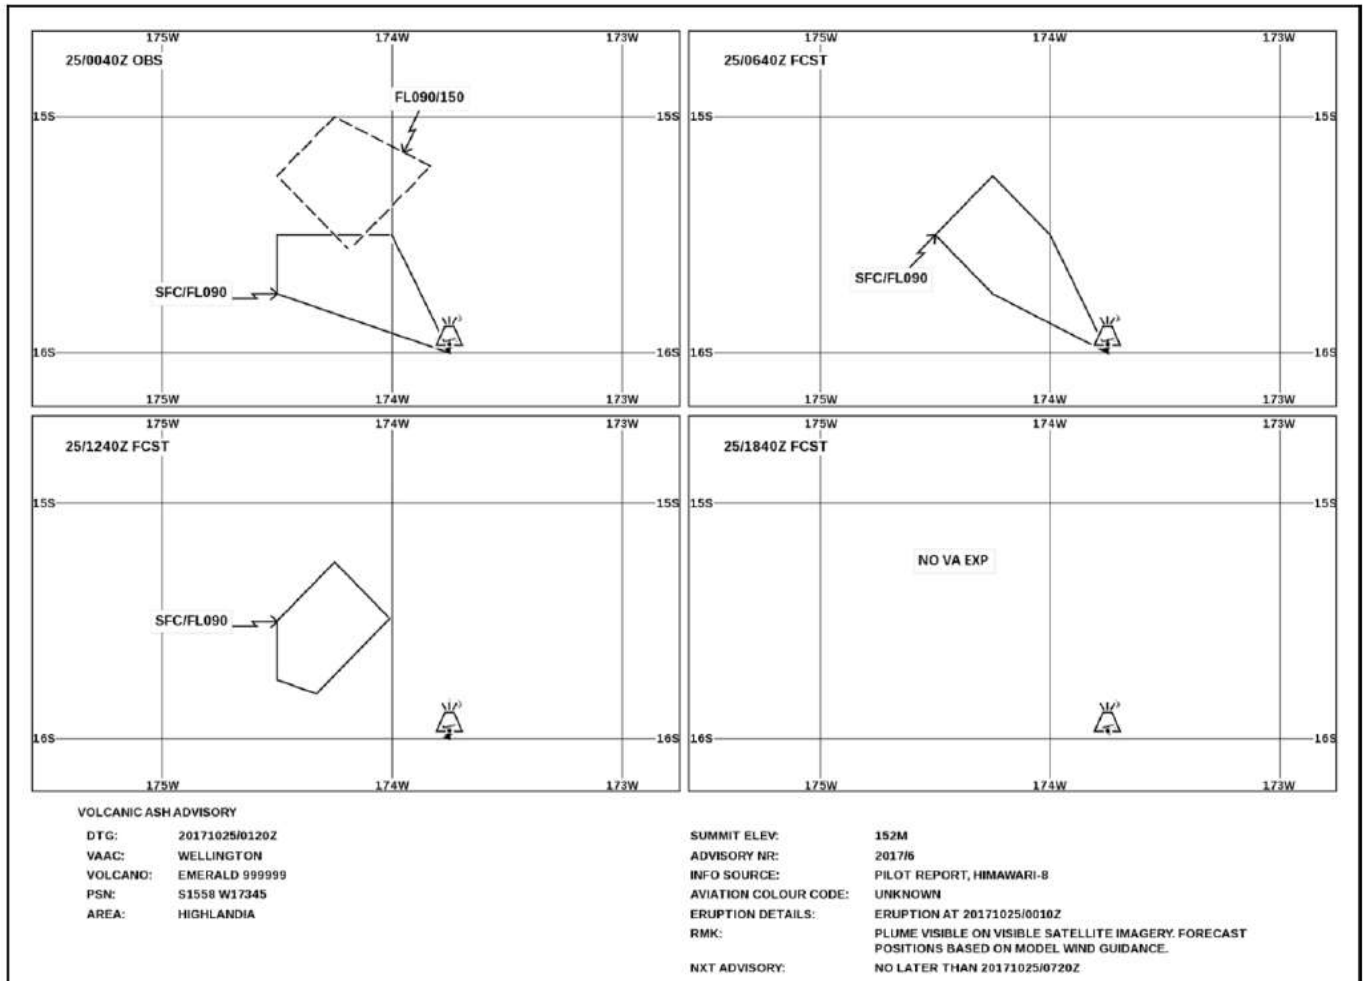 175W 174W 173W
25/0040Z OBS
FL090/150
15S 15S
SFC/FL090
16S 16S
175W 174W 173W
175W 174W 173W
25/0640Z FCST
15S 15S
SFC/FL090
16S 16S
175W 174W 173W
175W 174W 173W
25/1240Z FCST
15S 15S
SFC/FL090
16S 16S
175W 174W 173W
175W 174W 173W
25/1840Z FCST
15S 15S
NO VA EXP
16S 16S
175W 174W 173W
VOLCANIC ASH ADVISORY
DTG: 20171025/0120Z
VAAC: WELLINGTON
VOLCANO: EMERALD 999999
PSN: S1558 W17345
AREA: HIGHLANDIA
SUMMIT ELEV: 152M
ADVISORY NR: 2017/6
INFO SOURCE: PILOT REPORT, HIMAWARI-8
AVIATION COLOUR CODE: UNKNOWN
ERUPTION DETAILS: ERUPTION AT 20171025/0010Z
RMK: PLUME VISIBLE ON VISIBLE SATELLITE IMAGERY. FORECAST
POSITIONS BASED ON MODEL WIND GUIDANCE.
NXT ADVISORY: NO LATER THAN 20171025/0720Z